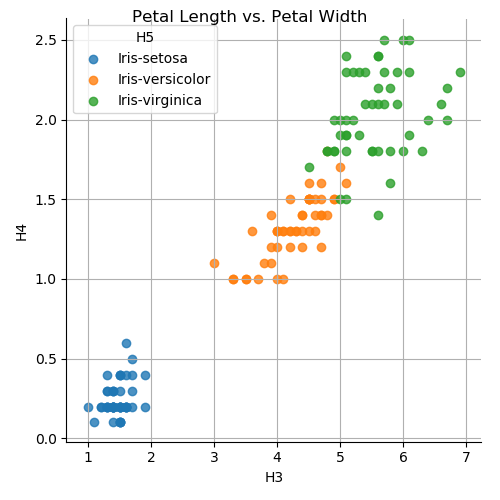 Petal Length vs. Petal Width
H5
Iris-setosa
Iris-versicolor
Iris-virginica
H4
2.5
2.0
1.5
1.0
0.5
0.0
1 2 3 4 5 6 7
H3